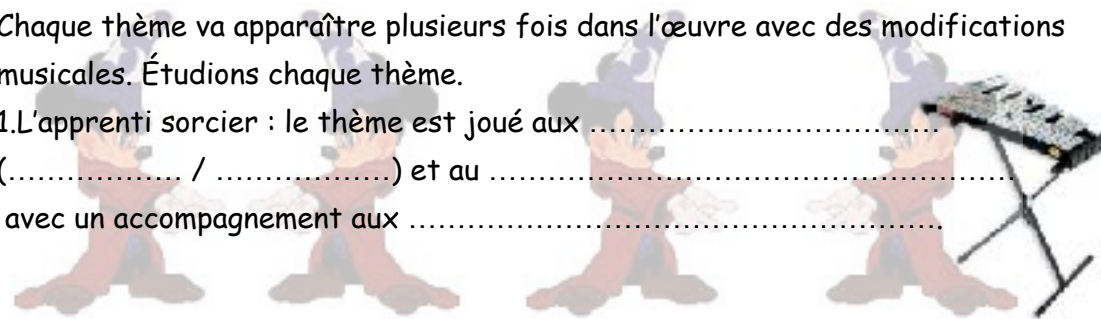 Chaque thème va apparaître plusieurs fois dans l'œuvre avec des modifications
musicales. Étudions chaque thème.
1.L'apprenti sorcier : le thème est joué aux ………………………………
(……………… / ………………) et au ………………………………………………
avec un accompagnement aux ……………………………………………….